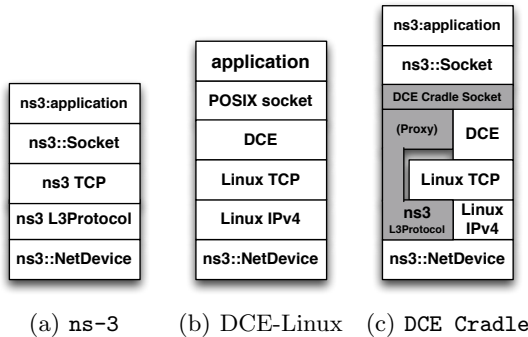 ns3:application
ns3::Socket
ns3 TCP
ns3 L3Protocol
ns3::NetDevice
(a) ns-3
application
POSIX socket
DCE
Linux TCP
Linux IPv4
ns3::NetDevice
(b) DCE-Linux
ns3:application
ns3::Socket
DCE Cradle Socket
(Proxy)
DCE
Linux TCP
ns3
L3Protocol
Linux
IPv4
ns3::NetDevice
(c) DCE Cradle